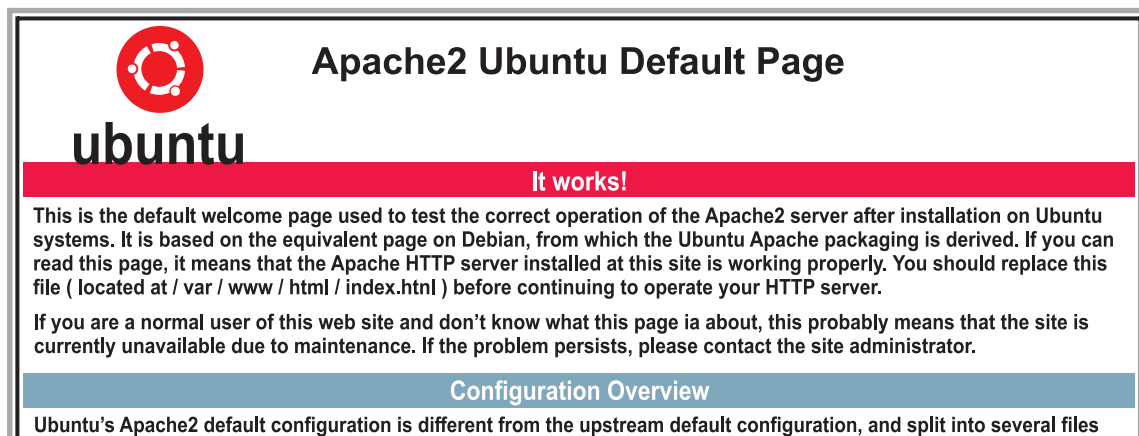 Apache2 Ubuntu Default Page
ubuntu
It works!
This is the default welcome page used to test the correct operation of the Apache2 server after installation on Ubuntu
systems. It is based on the equivalent page on Debian, from which the Ubuntu Apache packaging is derived. If you can
read this page, it means that the Apache HTTP server installed at this site is working properly. You should replace this
file ( located at / var / www / html / index.htnl ) before continuing to operate your HTTP server.
If you are a normal user of this web site and don’t know what this page ia about, this probably means that the site is
currently unavailable due to maintenance. If the problem persists, please contact the site administrator.
Configuration Overview
Ubuntu’s Apache2 default configuration is different from the upstream default configuration, and split into several files